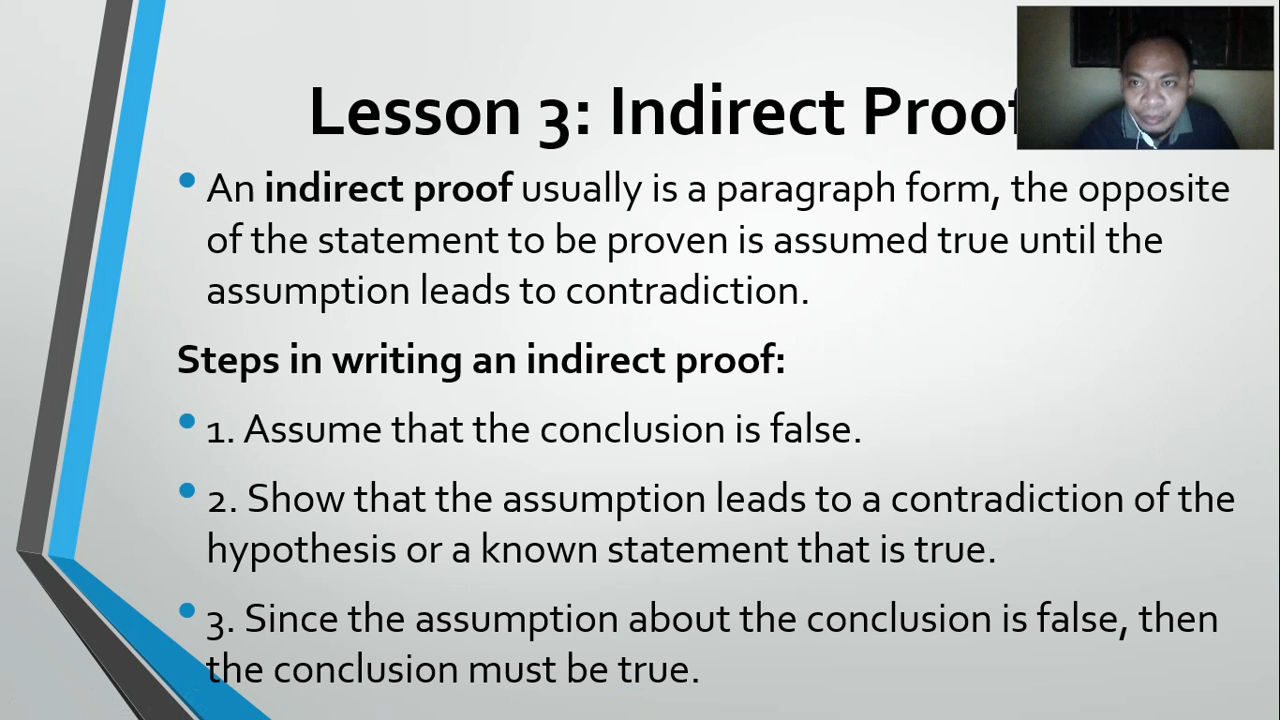 Lesson 3: Indirect Proof
• An indirect proof usually is a paragraph form, the opposite
of the statement to be proven is assumed true until the
assumption leads to contradiction.
Steps in writing an indirect proof:
• 1. Assume that the conclusion is false.
• 2. Show that the assumption leads to a contradiction of the
hypothesis or a known statement that is true.
• 3. Since the assumption about the conclusion is false, then
the conclusion must be true.